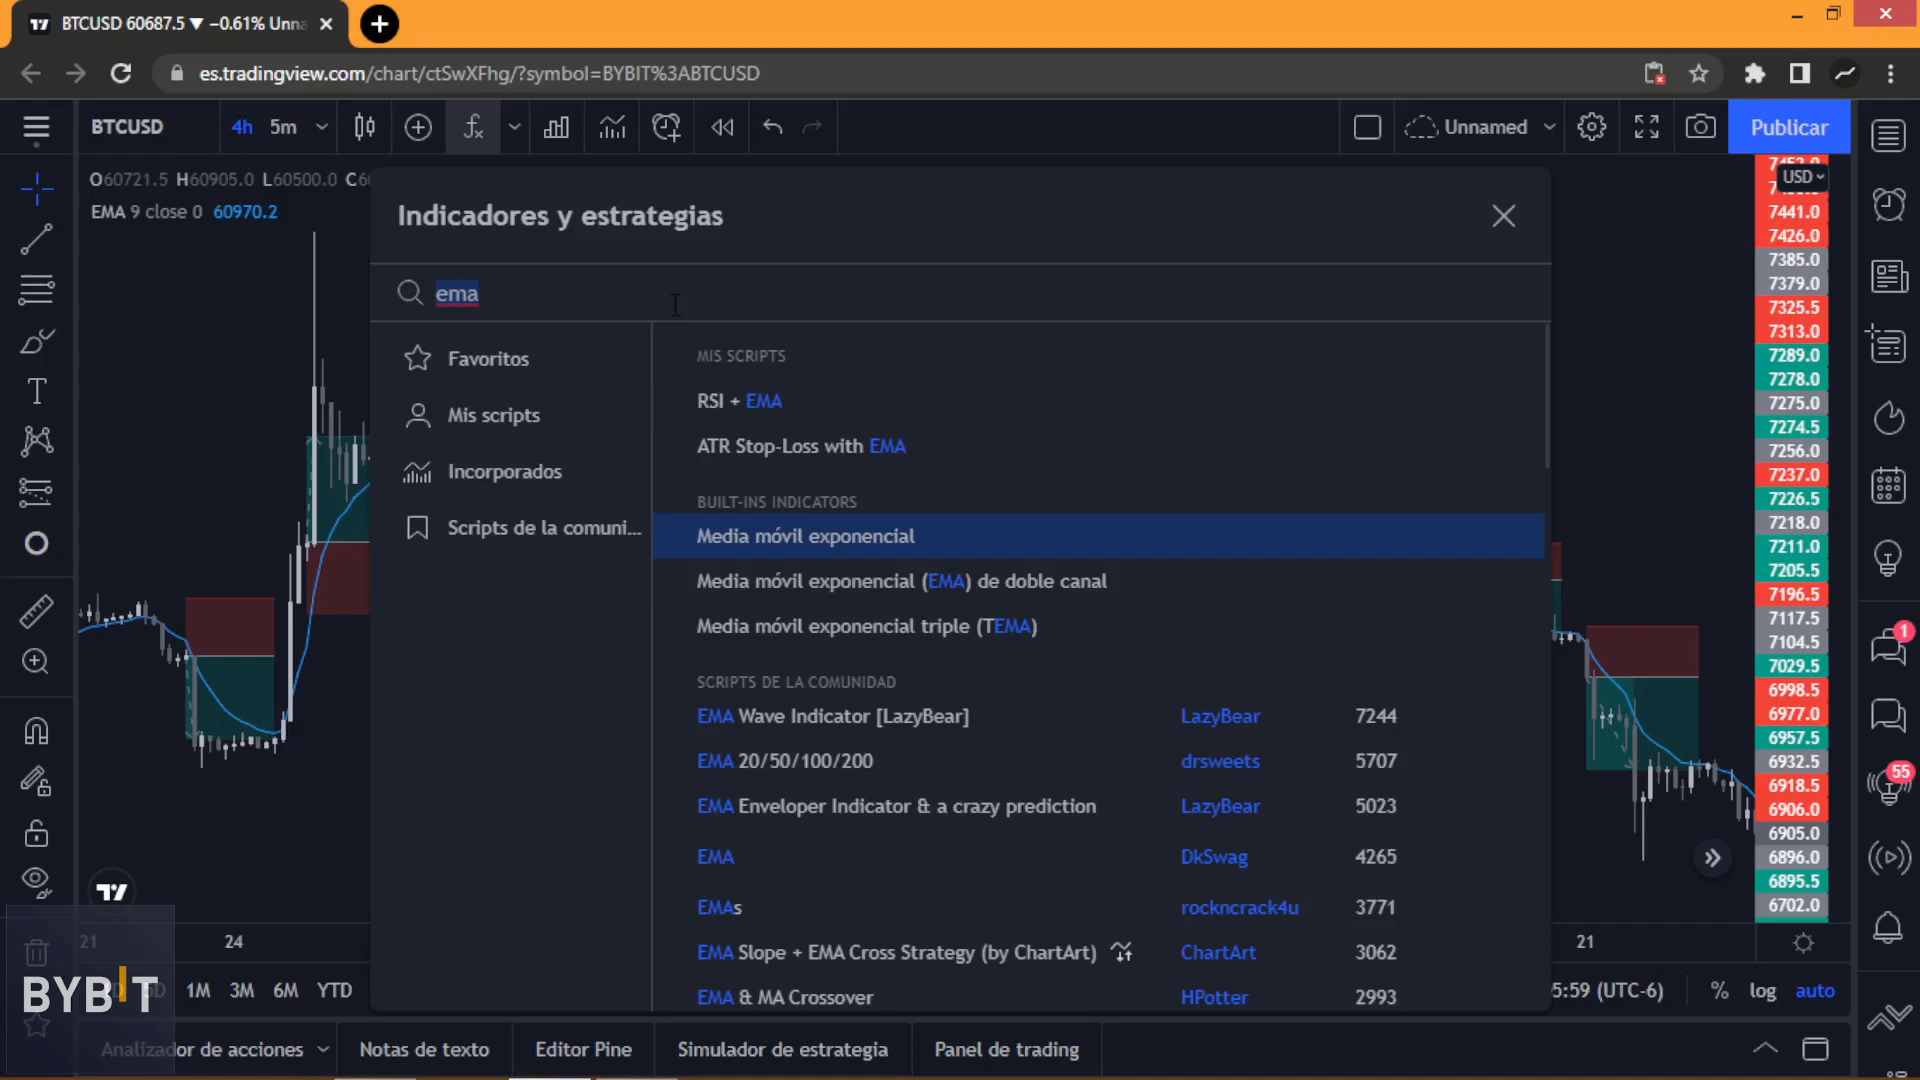 BTCUSD 60687.5 ▼ −0.61% Unna
es.tradingview.com/chart/ctSwXFhg/?symbol=BYBIT%3ABTCUSD
BTCUSD 4h 5m Unnamed Publicar
O60721.5 H60905.0 L60500.0
EMA 9 close 0 60970.2
Indicadores y estrategias
ema
Favoritos
Mis scripts
Incorporados
Scripts de la comuni...
MIS SCRIPTS
RSI + EMA
ATR Stop-Loss with EMA
BUILT-INS INDICATORS
Media móvil exponencial
Media móvil exponencial (EMA) de doble canal
Media móvil exponencial triple (TEMA)
SCRIPTS DE LA COMUNIDAD
EMA Wave Indicator [LazyBear] LazyBear 7244
EMA 20/50/100/200 drsweets 5707
EMA Enveloper Indicator & a crazy prediction LazyBear 5023
EMA DkSwag 4265
EMAs rockncrack4u 3771
EMA Slope + EMA Cross Strategy (by ChartArt) ChartArt 3062
EMA & MA Crossover HPotter 2993
USD
7441.0
7426.0
7385.0
7379.0
7325.5
7313.0
7289.0
7278.0
7275.0
7274.5
7256.0
7237.0
7226.5
7218.0
7211.0
7205.5
7196.5
7117.5
7104.5
7029.5
6998.5
6977.0
6957.5
6932.5
6918.5
6906.0
6905.0
6896.0
6895.5
6702.0
1
55
21 24 21
1M 3M 6M YTD
5:59 (UTC-6) % log auto
BYBIT
Analizador de acciones Notas de texto Editor Pine Simulador de estrategia Panel de trading